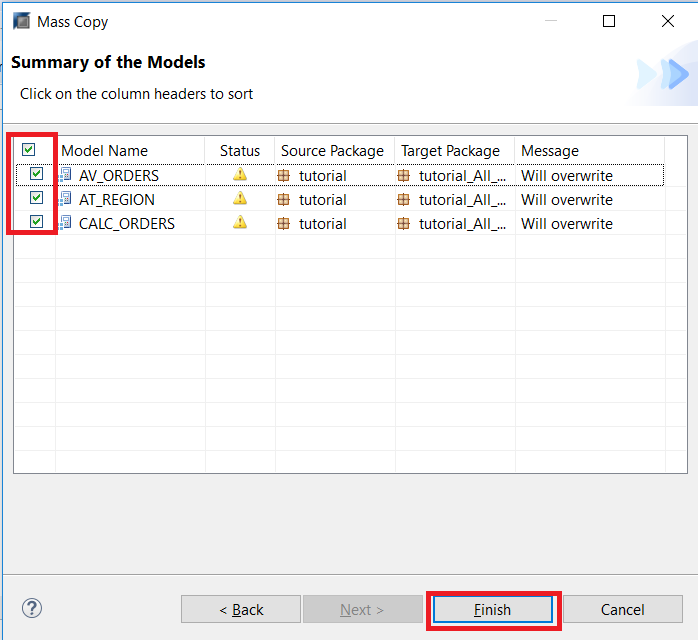 Mass Copy
Summary of the Models
Click on the column headers to sort
Model Name Status Source Package Target Package Message
AV_ORDERS tutorial tutorial_All_... Will overwrite
AT_REGION tutorial tutorial_All_... Will overwrite
CALC_ORDERS tutorial tutorial_All_... Will overwrite
? < Back Next > Finish Cancel